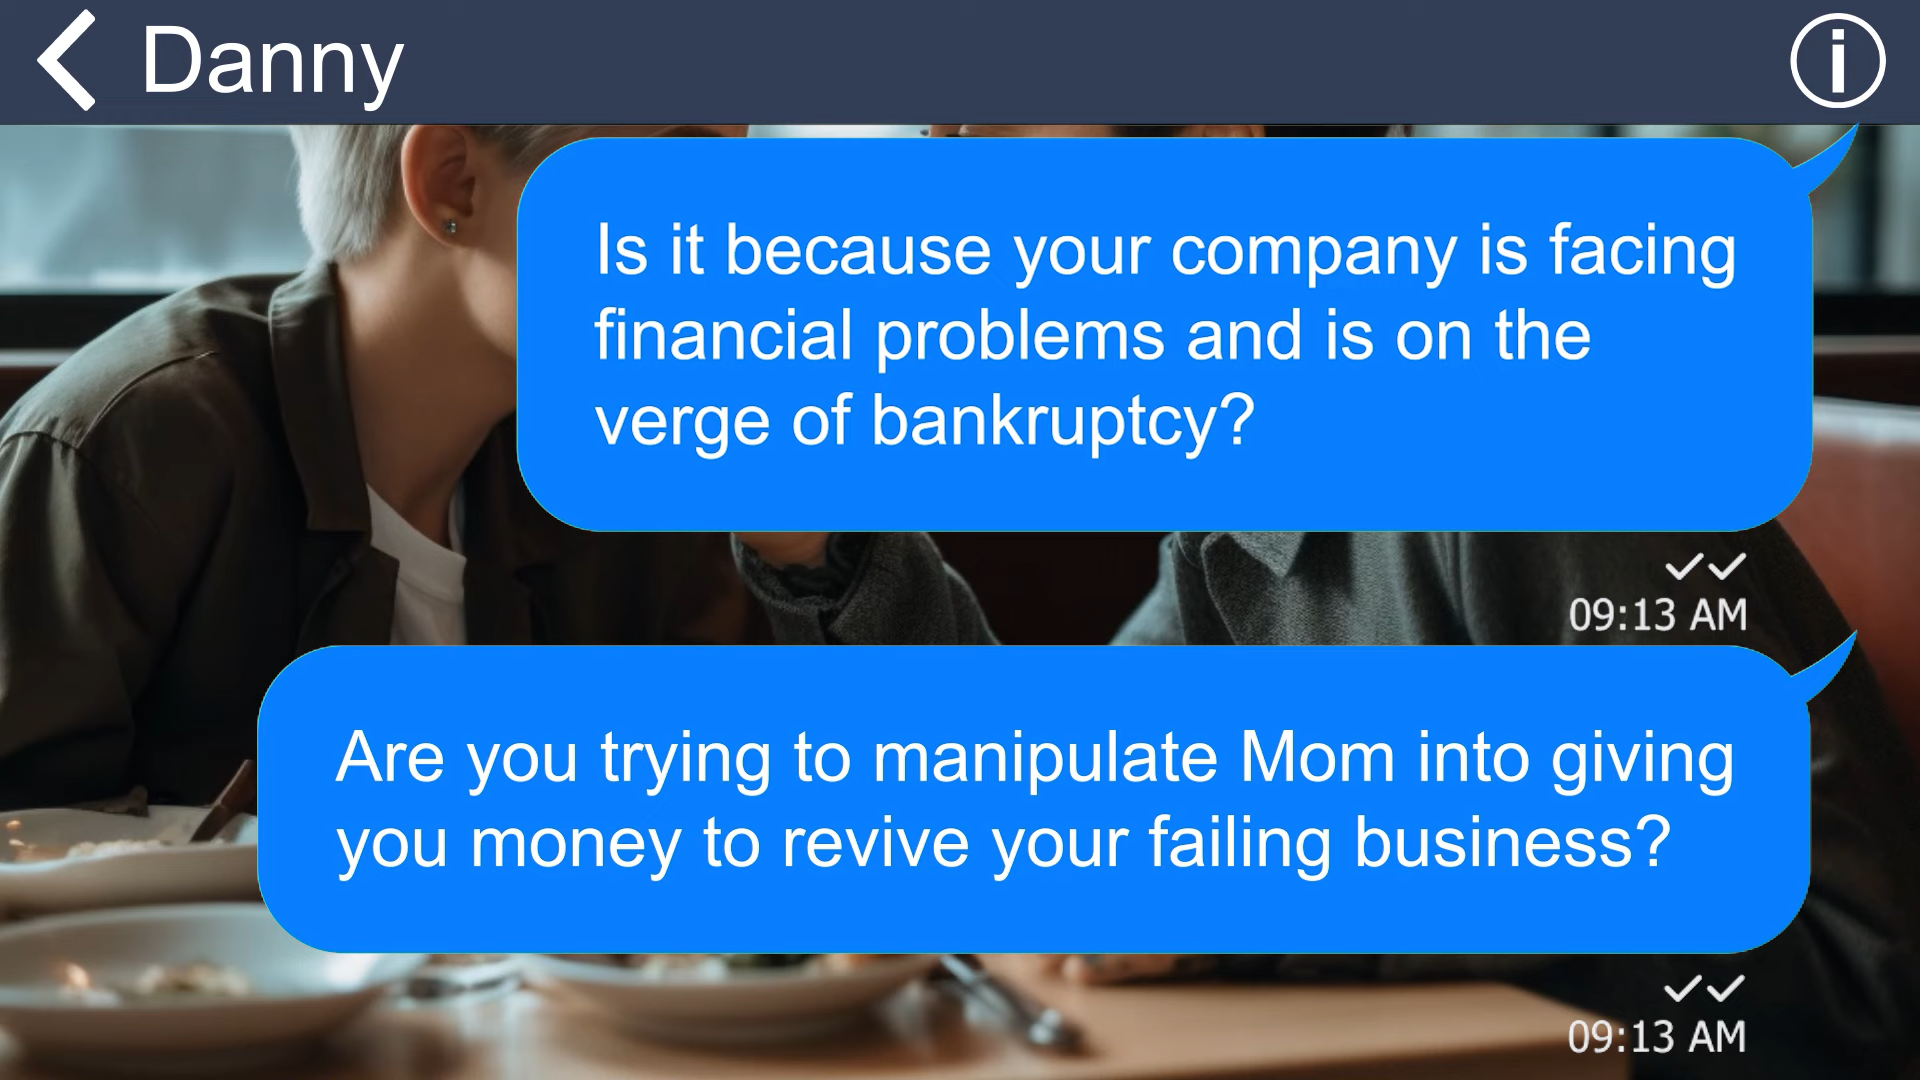 Danny
Is it because your company is facing
financial problems and is on the
verge of bankruptcy?
09:13 AM
Are you trying to manipulate Mom into giving
you money to revive your failing business?
09:13 AM